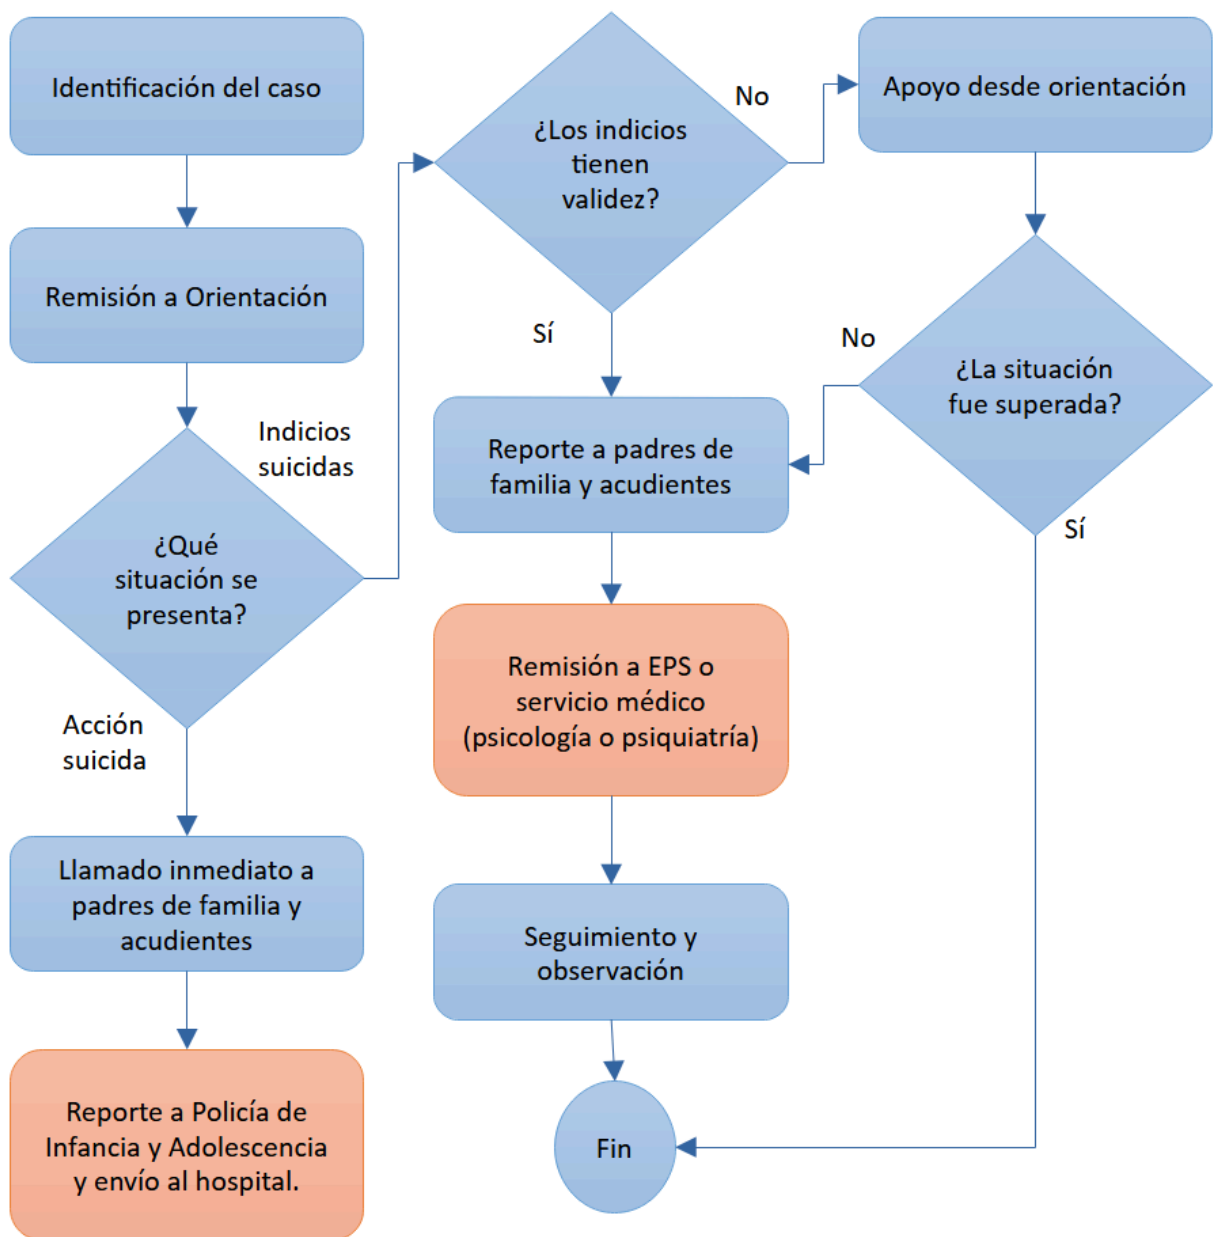 Identificación del caso
Remisión a Orientación
¿Qué
situación se
presenta?
Indicios
suicidas
Acción
suicida
Llamado inmediato a
padres de familia y
acudientes
Reporte a Policía de
Infancia y Adolescencia
y envío al hospital.
¿Los indicios
tienen
validez?
No
Sí
Apoyo desde orientación
¿La situación
fue superada?
No
Sí
Reporte a padres de
familia y acudientes
Remisión a EPS o
servicio médico
(psicología o psiquiatría)
Seguimiento y
observación
Fin